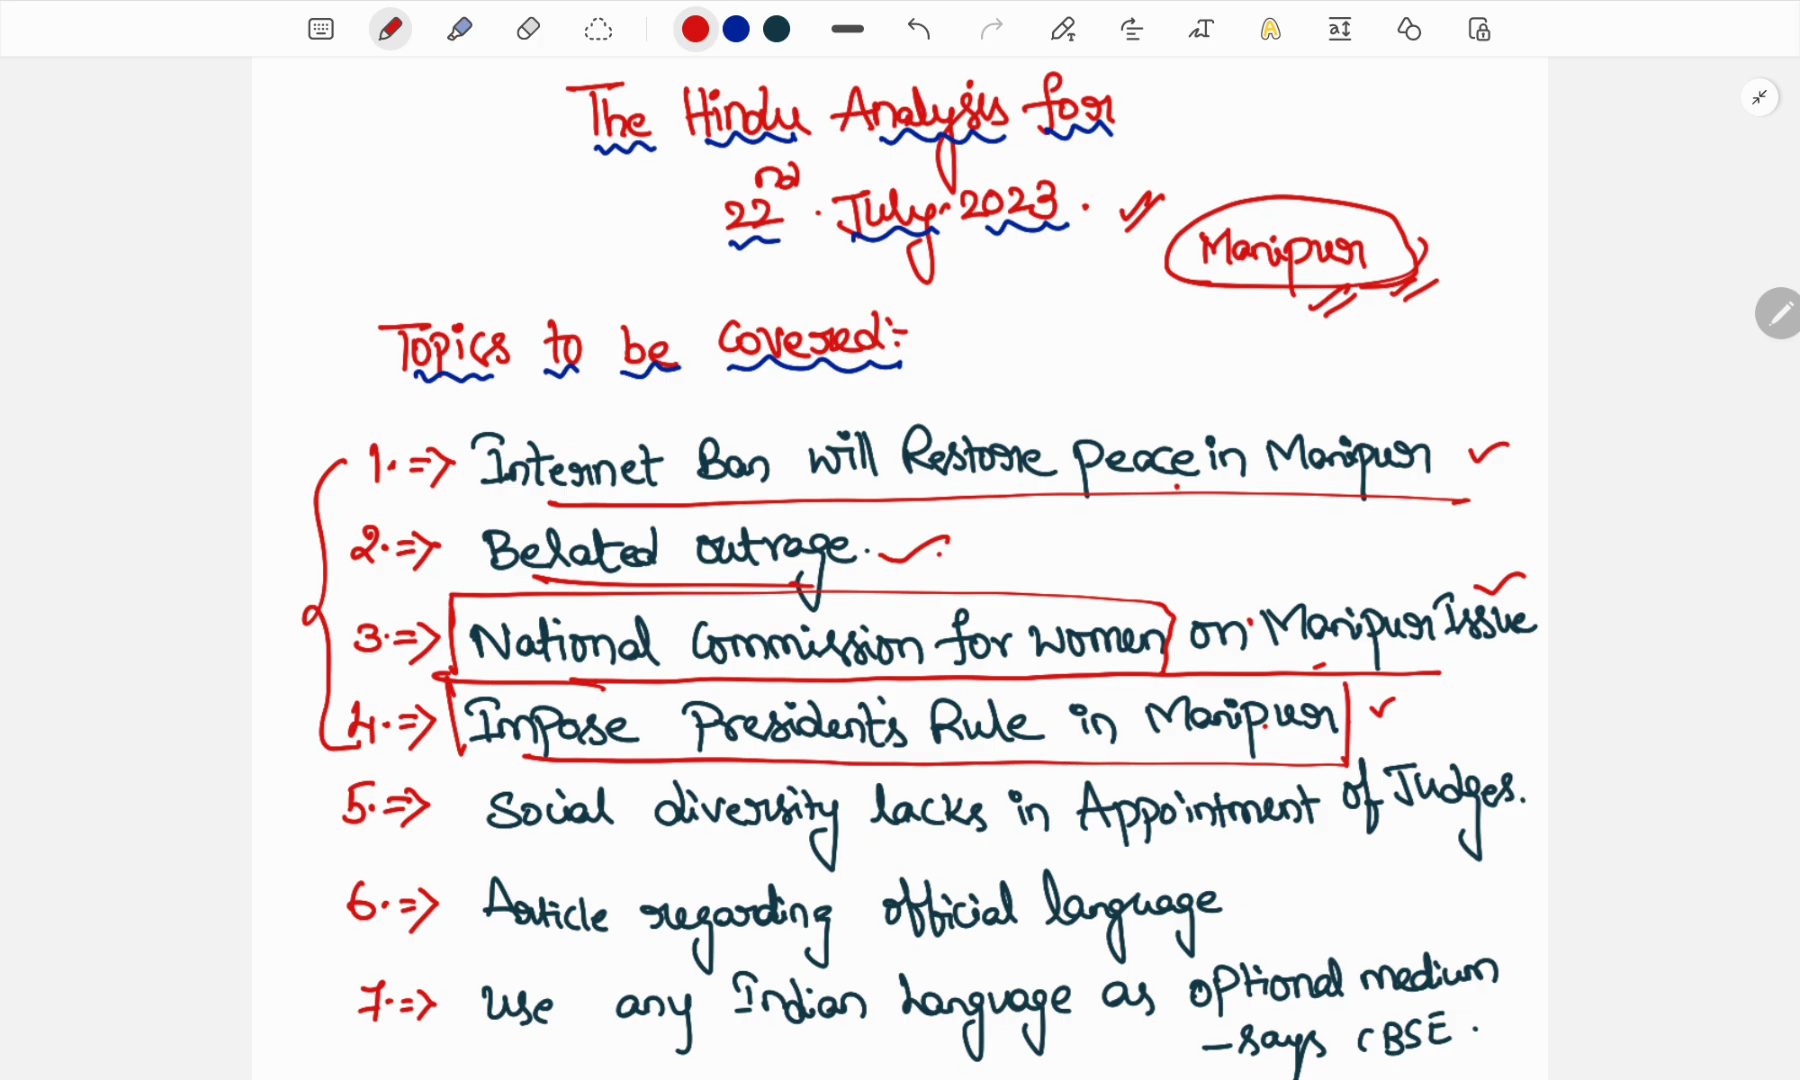 The Hindu Analysis for
22nd. July. 2023.
Manipur
Topics to be covered:-
1. => Internet Ban will Restore peace in Manipur
2. => Belated outrage.
3. => National Commission for women on Manipur Issue
4. => Impose President's Rule in Manipur
5. => Social diversity lacks in Appointment of Judges.
6. => Article regarding official language
7. => Use any Indian language as optional medium
- says CBSE.